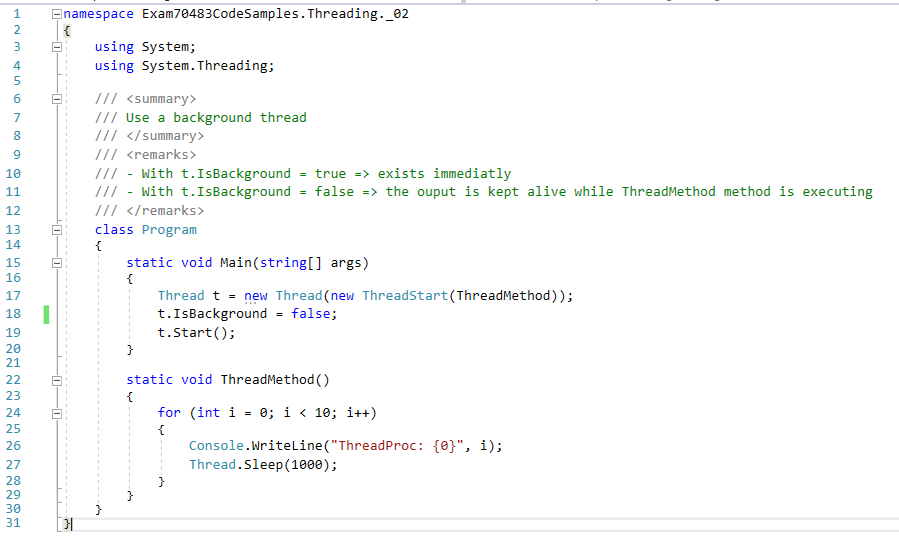 1 namespace Exam70483CodeSamples.Threading._02
2 {
3 using System;
4 using System.Threading;
5
6 /// <summary>
7 /// Use a background thread
8 /// </summary>
9 /// <remarks>
10 /// - With t.IsBackground = true => exists immediatly
11 /// - With t.IsBackground = false => the ouput is kept alive while ThreadMethod method is executing
12 /// </remarks>
13 class Program
14 {
15 static void Main(string[] args)
16 {
17 Thread t = new Thread(new ThreadStart(ThreadMethod));
18 t.IsBackground = false;
19 t.Start();
20 }
21
22 static void ThreadMethod()
23 {
24 for (int i = 0; i < 10; i++)
25 {
26 Console.WriteLine("ThreadProc: {0}", i);
27 Thread.Sleep(1000);
28 }
29 }
30 }
31 }